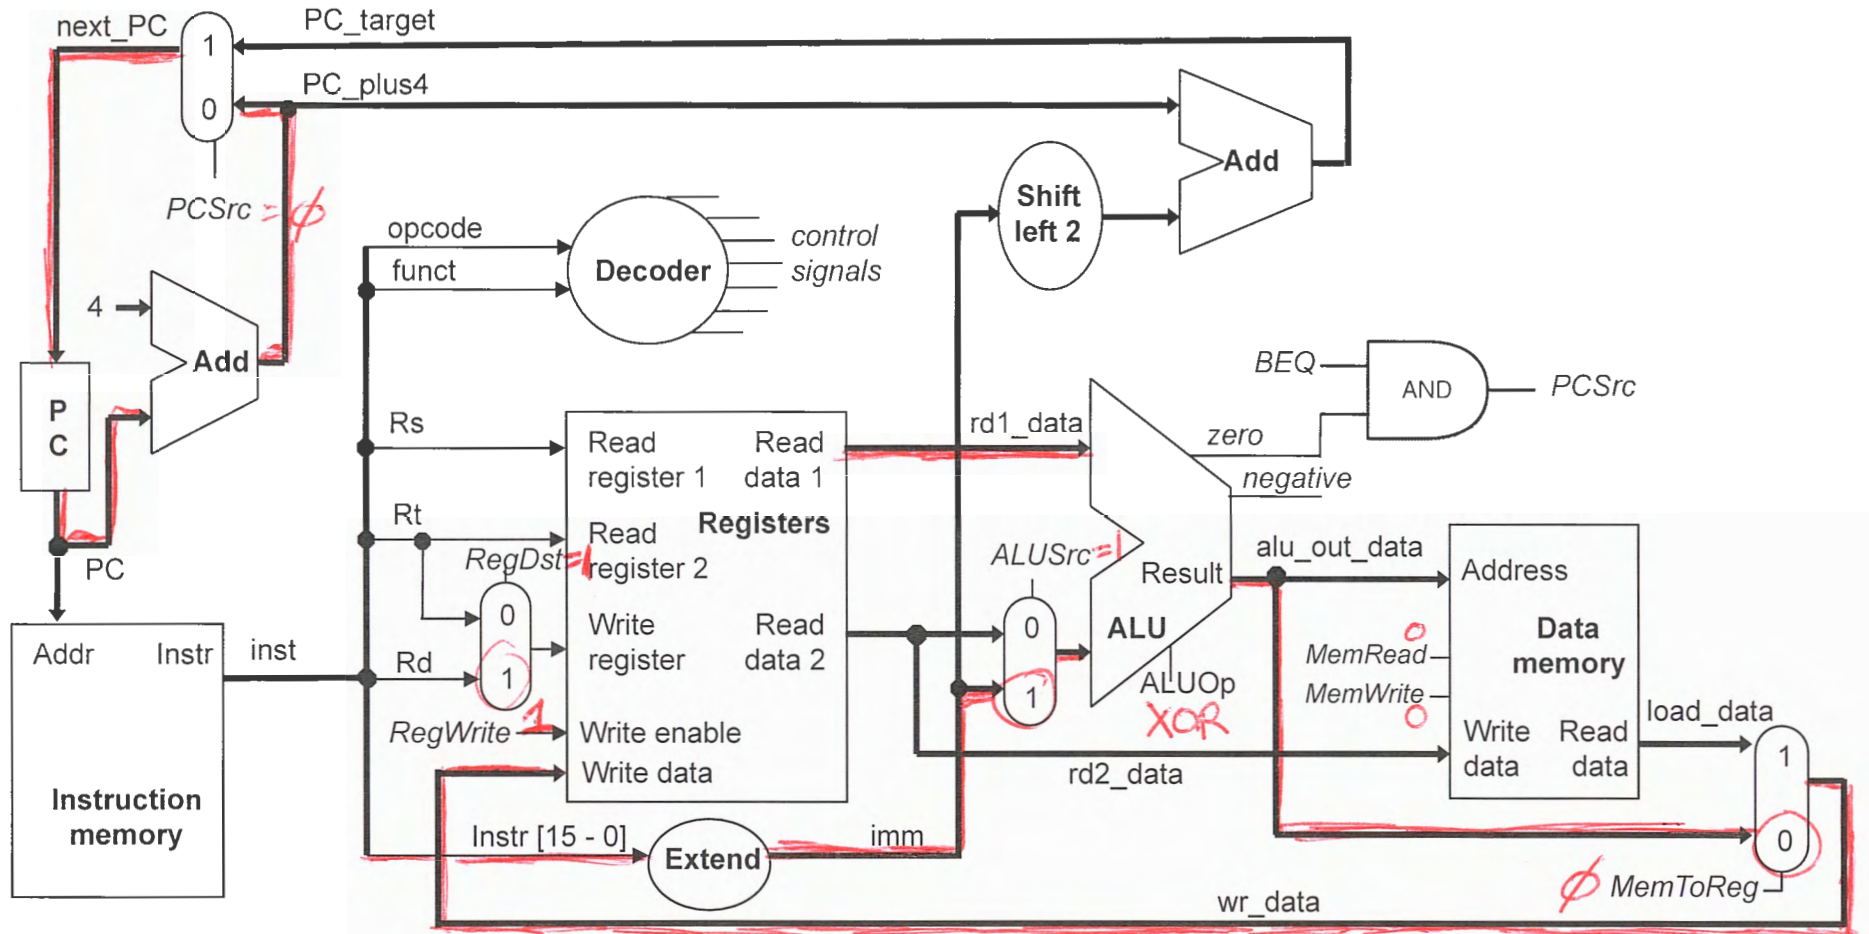 next_PC
1
PC_target
0
PC_plus4
PCSrc = 0
4
Add
P
C
PC
Addr Instr
inst
Instruction
memory
opcode
funct
Decoder
control
signals
Shift
left 2
Add
Rs
Rt
Rd
RegDst =1
0
1
RegWrite 1
Read
register 1
Read
data 1
Registers
Read
register 2
Write
register
Read
data 2
Write enable
Write data
Instr [15 - 0]
Extend
imm
rd1_data
ALUSrc =1
0
1
ALU
Result
ALUOp
XOR
zero
negative
BEQ
AND
PCSrc
alu_out_data
rd2_data
Address
Data
memory
0
MemRead
MemWrite
0
Write
data
Read
data
load_data
1
0
0 MemToReg
wr_data